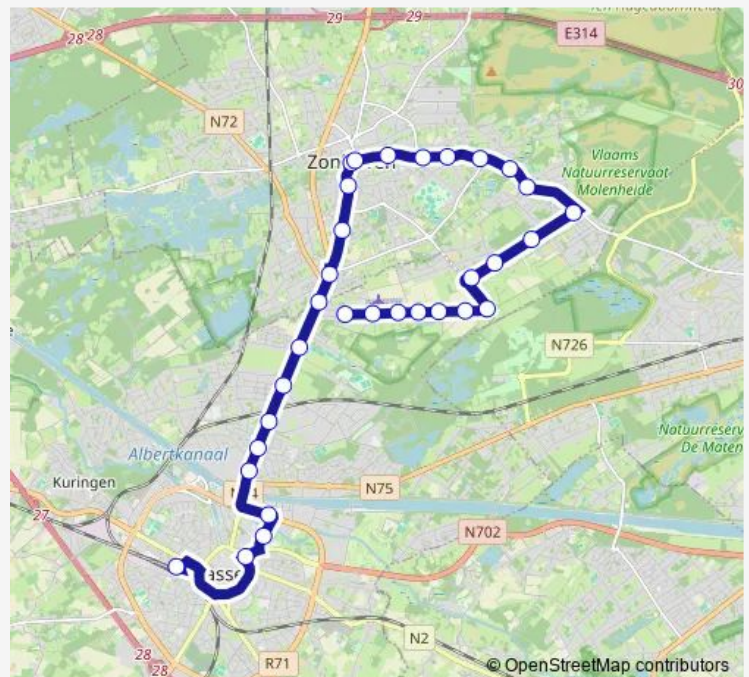 29
29
28
28
E314
30
N72
Vlaams
Natuurreservaat
Molenheide
N726
Natuurreserv
De Maten
Albertkanaal
Kuringen
N75
27
N702
N2
28
28
R71
© OpenStreetMap contributors